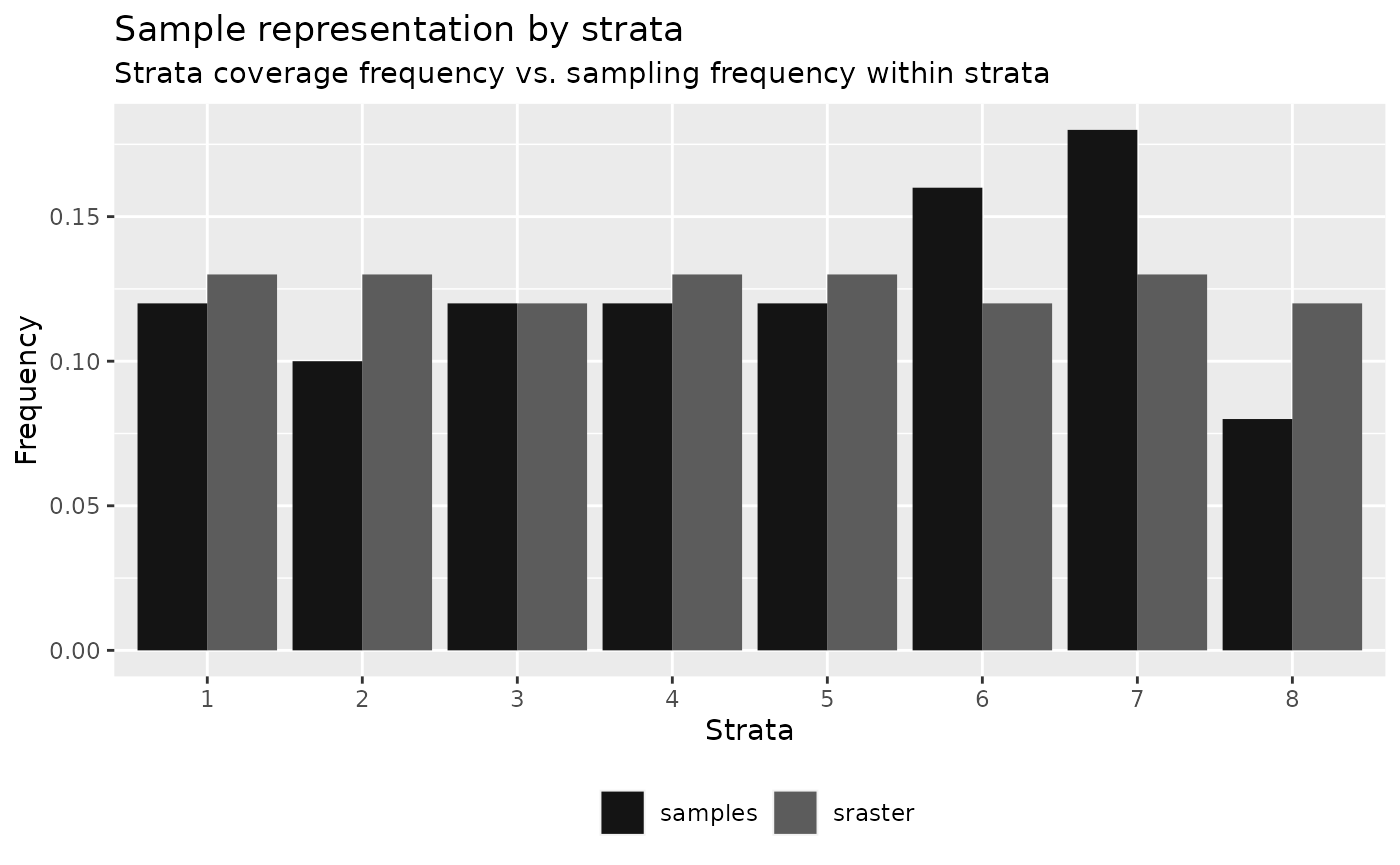 Sample representation by strata
Strata coverage frequency vs. sampling frequency within strata
Frequency
0.15
0.10
0.05
0.00
1 2 3 4 5 6 7 8
Strata
samples sraster